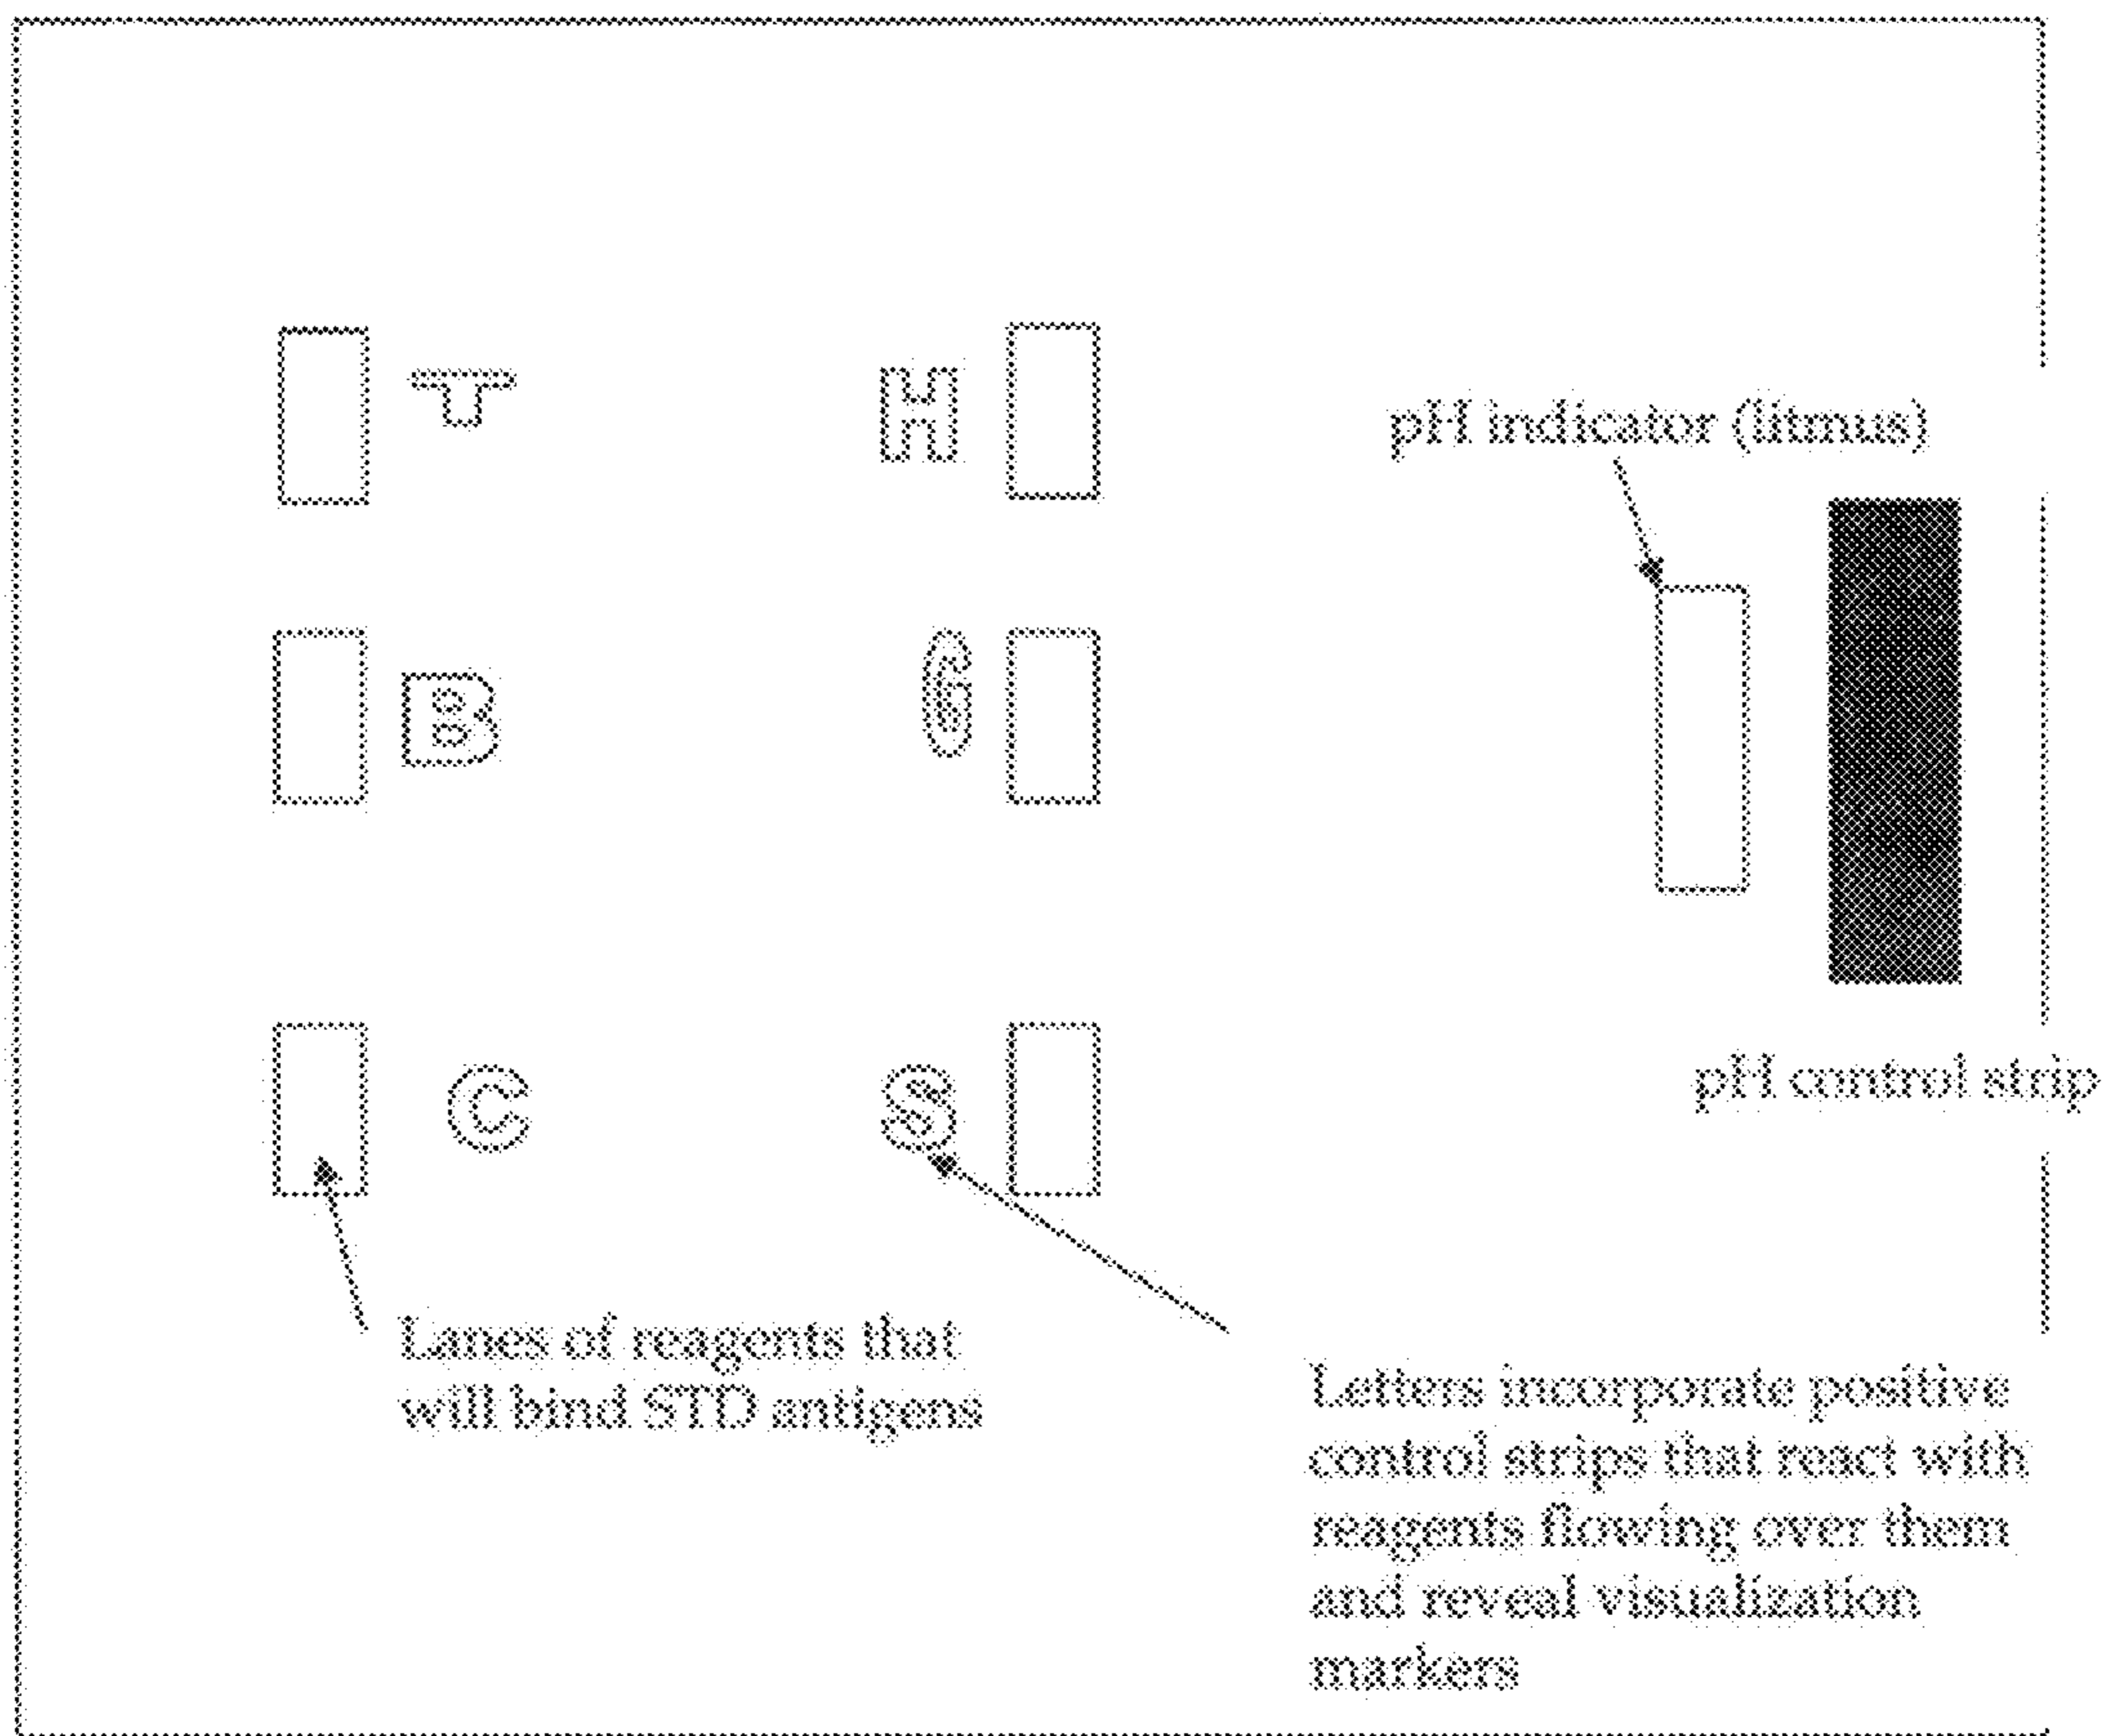 T
H
pH indicator (litmus)
B
G
C
S
pH control strip
Lanes of reagents that
will bind STD antigens
Letters incorporate positive
control strips that react with
reagents flowing over them
and reveal visualization
markers